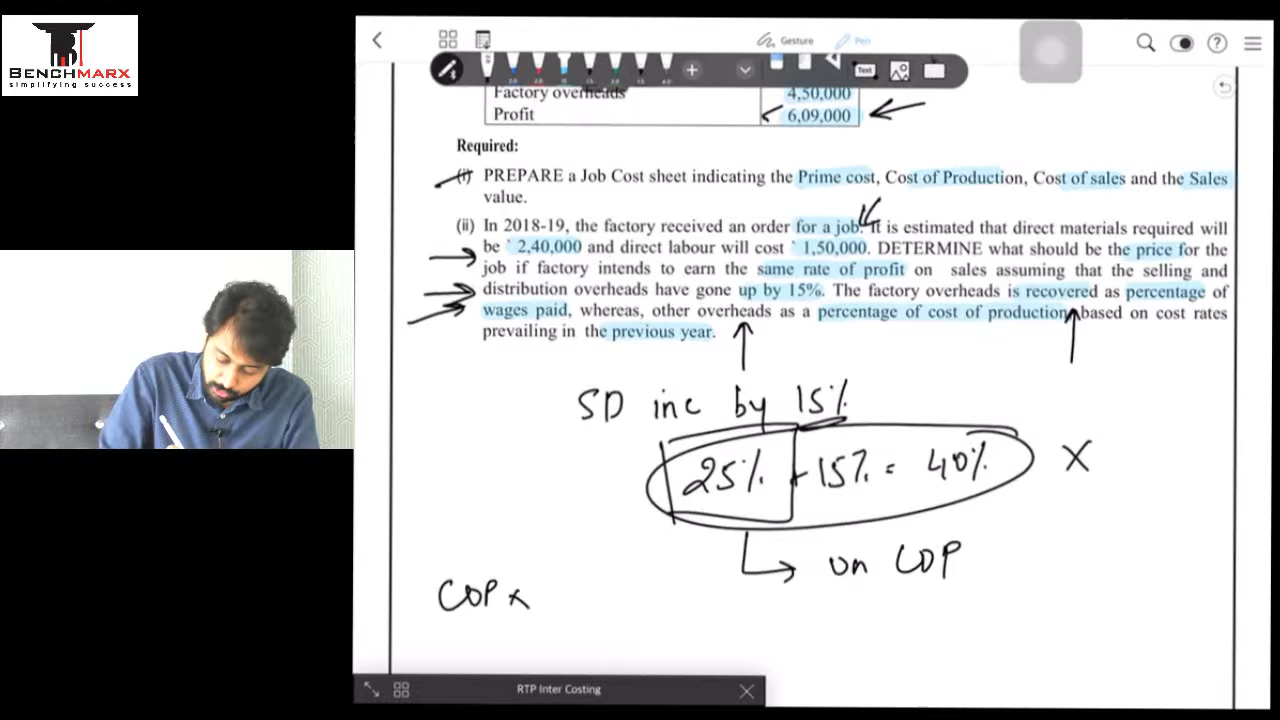 BENCHMARX
simplifying success
Gesture
Pen
Text
Factory overheads 4,50,000
Profit 6,09,000
Required:
(i) PREPARE a Job Cost sheet indicating the Prime cost, Cost of Production, Cost of sales and the Sales
value.
(ii) In 2018-19, the factory received an order for a job. It is estimated that direct materials required will
be ` 2,40,000 and direct labour will cost ` 1,50,000. DETERMINE what should be the price for the
job if factory intends to earn the same rate of profit on sales assuming that the selling and
distribution overheads have gone up by 15%. The factory overheads is recovered as percentage of
wages paid, whereas, other overheads as a percentage of cost of production, based on cost rates
prevailing in the previous year.
SD inc by 15%
25% + 15% = 40% X
on COP
COP x
RTP Inter Costing